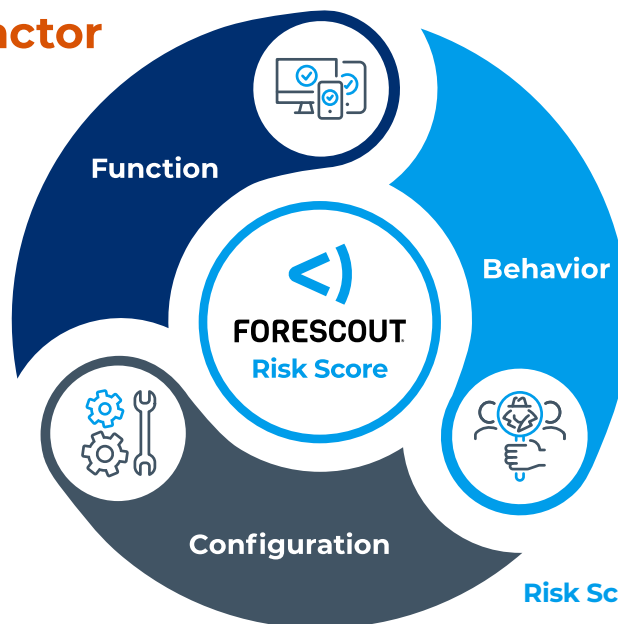 actor
Function
Behavior
FORESCOUT
Risk Score
Configuration
Risk Sc